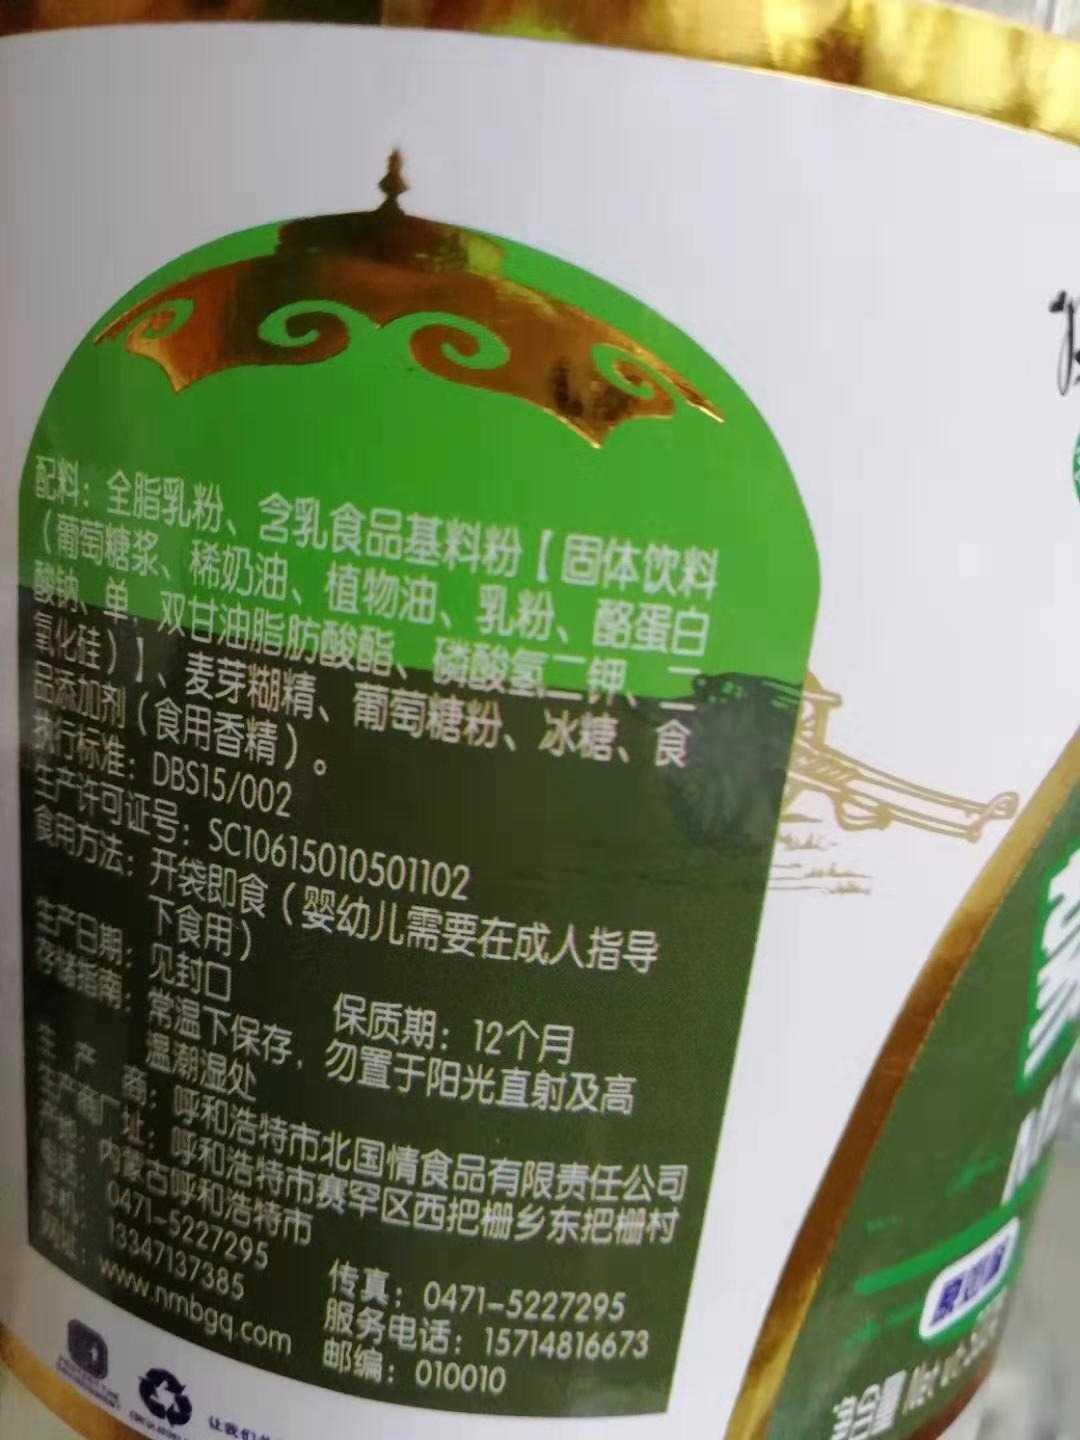 配料：全脂乳粉、含乳食品基料粉【固体饮料
（葡萄糖浆、稀奶油、植物油、乳粉、酪蛋白
酸钠、单，双甘油脂肪酸酯、磷酸氢二钾、二
氧化硅）】、麦芽糊精、葡萄糖粉、冰糖、食
品添加剂（食用香精）。
执行标准：DBS15/002
生产许可证号：SC10615010501102
食用方法：开袋即食（婴幼儿需要在成人指导
下食用）
生产日期：见封口 保质期：12个月
存储指南：常温下保存，勿置于阳光直射及高
温潮湿处
生产商：呼和浩特市北国情食品有限责任公司
生产商厂址：呼和浩特市赛罕区西把栅乡东把栅村
产地：内蒙古呼和浩特市
电话：0471-5227295 传真：0471-5227295
手机：13347137385 服务电话：15714816673
网址：www.nmbgq.com 邮编：010010
让我们
原味
净含量 Net